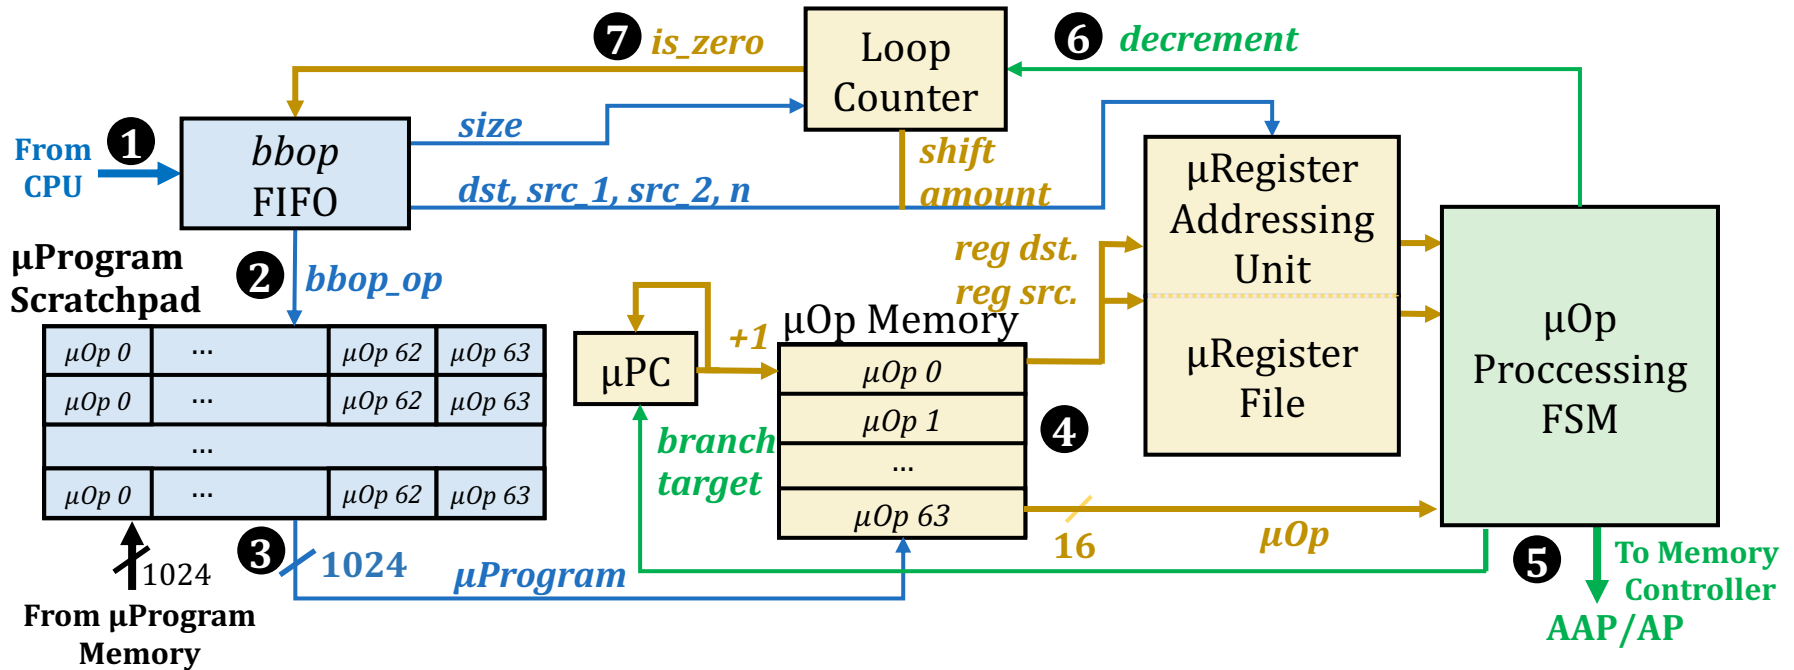 7 is_zero
Loop
Counter
6 decrement
1
From
CPU
bbop
FIFO
size
dst, src_1, src_2, n
shift
amount
μRegister
Addressing
Unit
μRegister
File
μProgram
Scratchpad
2 bbop_op
μOp 0 ... μOp 62 μOp 63
μOp 0 μOp 62 μOp 63
...
μOp 0 ... μOp 62 μOp 63
3 1024
1024
From μProgram
Memory
μProgram
μPC
+1
branch
target
μOp Memory
μOp 0
μOp 1
...
μOp 63
4
reg dst.
reg src.
16
μOp
μOp
Proccessing
FSM
5
To Memory
Controller
AAP/AP